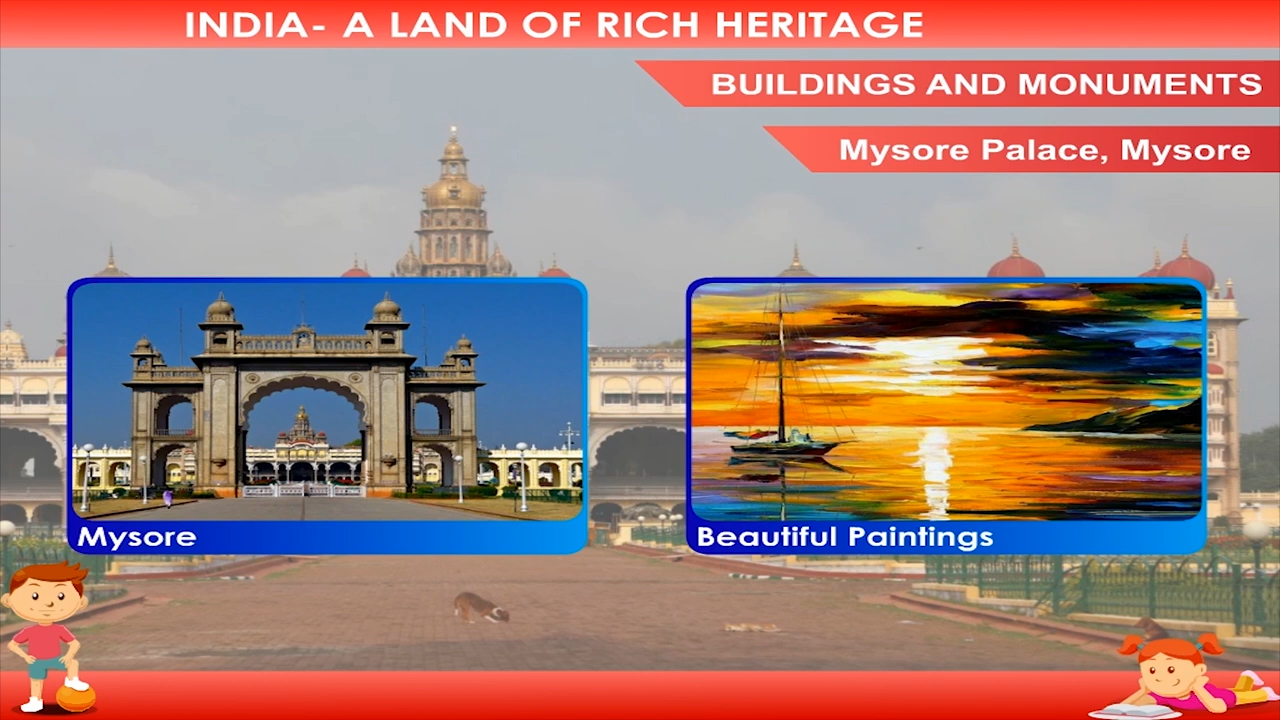 INDIA- A LAND OF RICH HERITAGE
BUILDINGS AND MONUMENTS
Mysore Palace, Mysore
Mysore
Beautiful Paintings